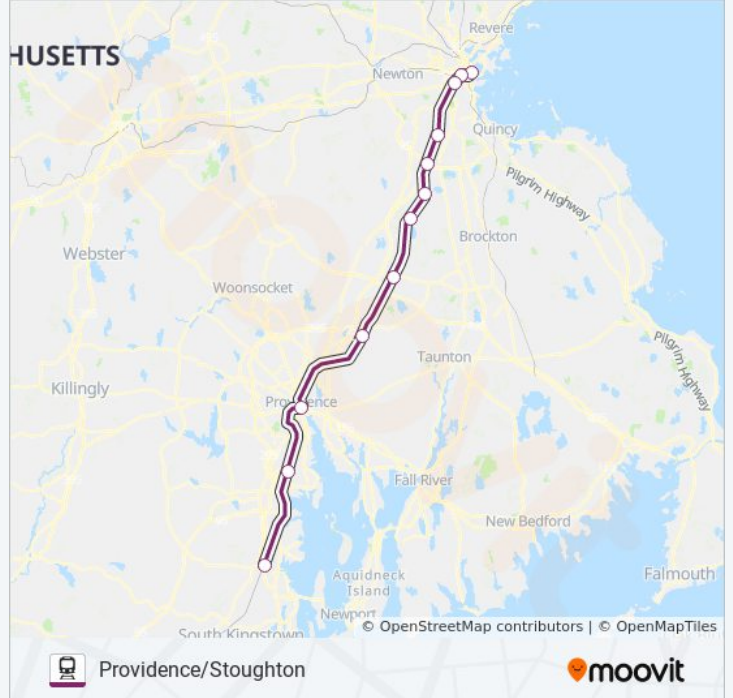 Revere
HUSETTS
Newton
Quincy
Pilgrim Highway
Brockton
Webster
Woonsocket
Pilgrim Highway
Taunton
Killingly
Providence
Fall River
New Bedford
Aquidneck
Island
Falmouth
Newport
© OpenStreetMap contributors | © OpenMapTiles
South Kingstown
Providence/Stoughton
moovit